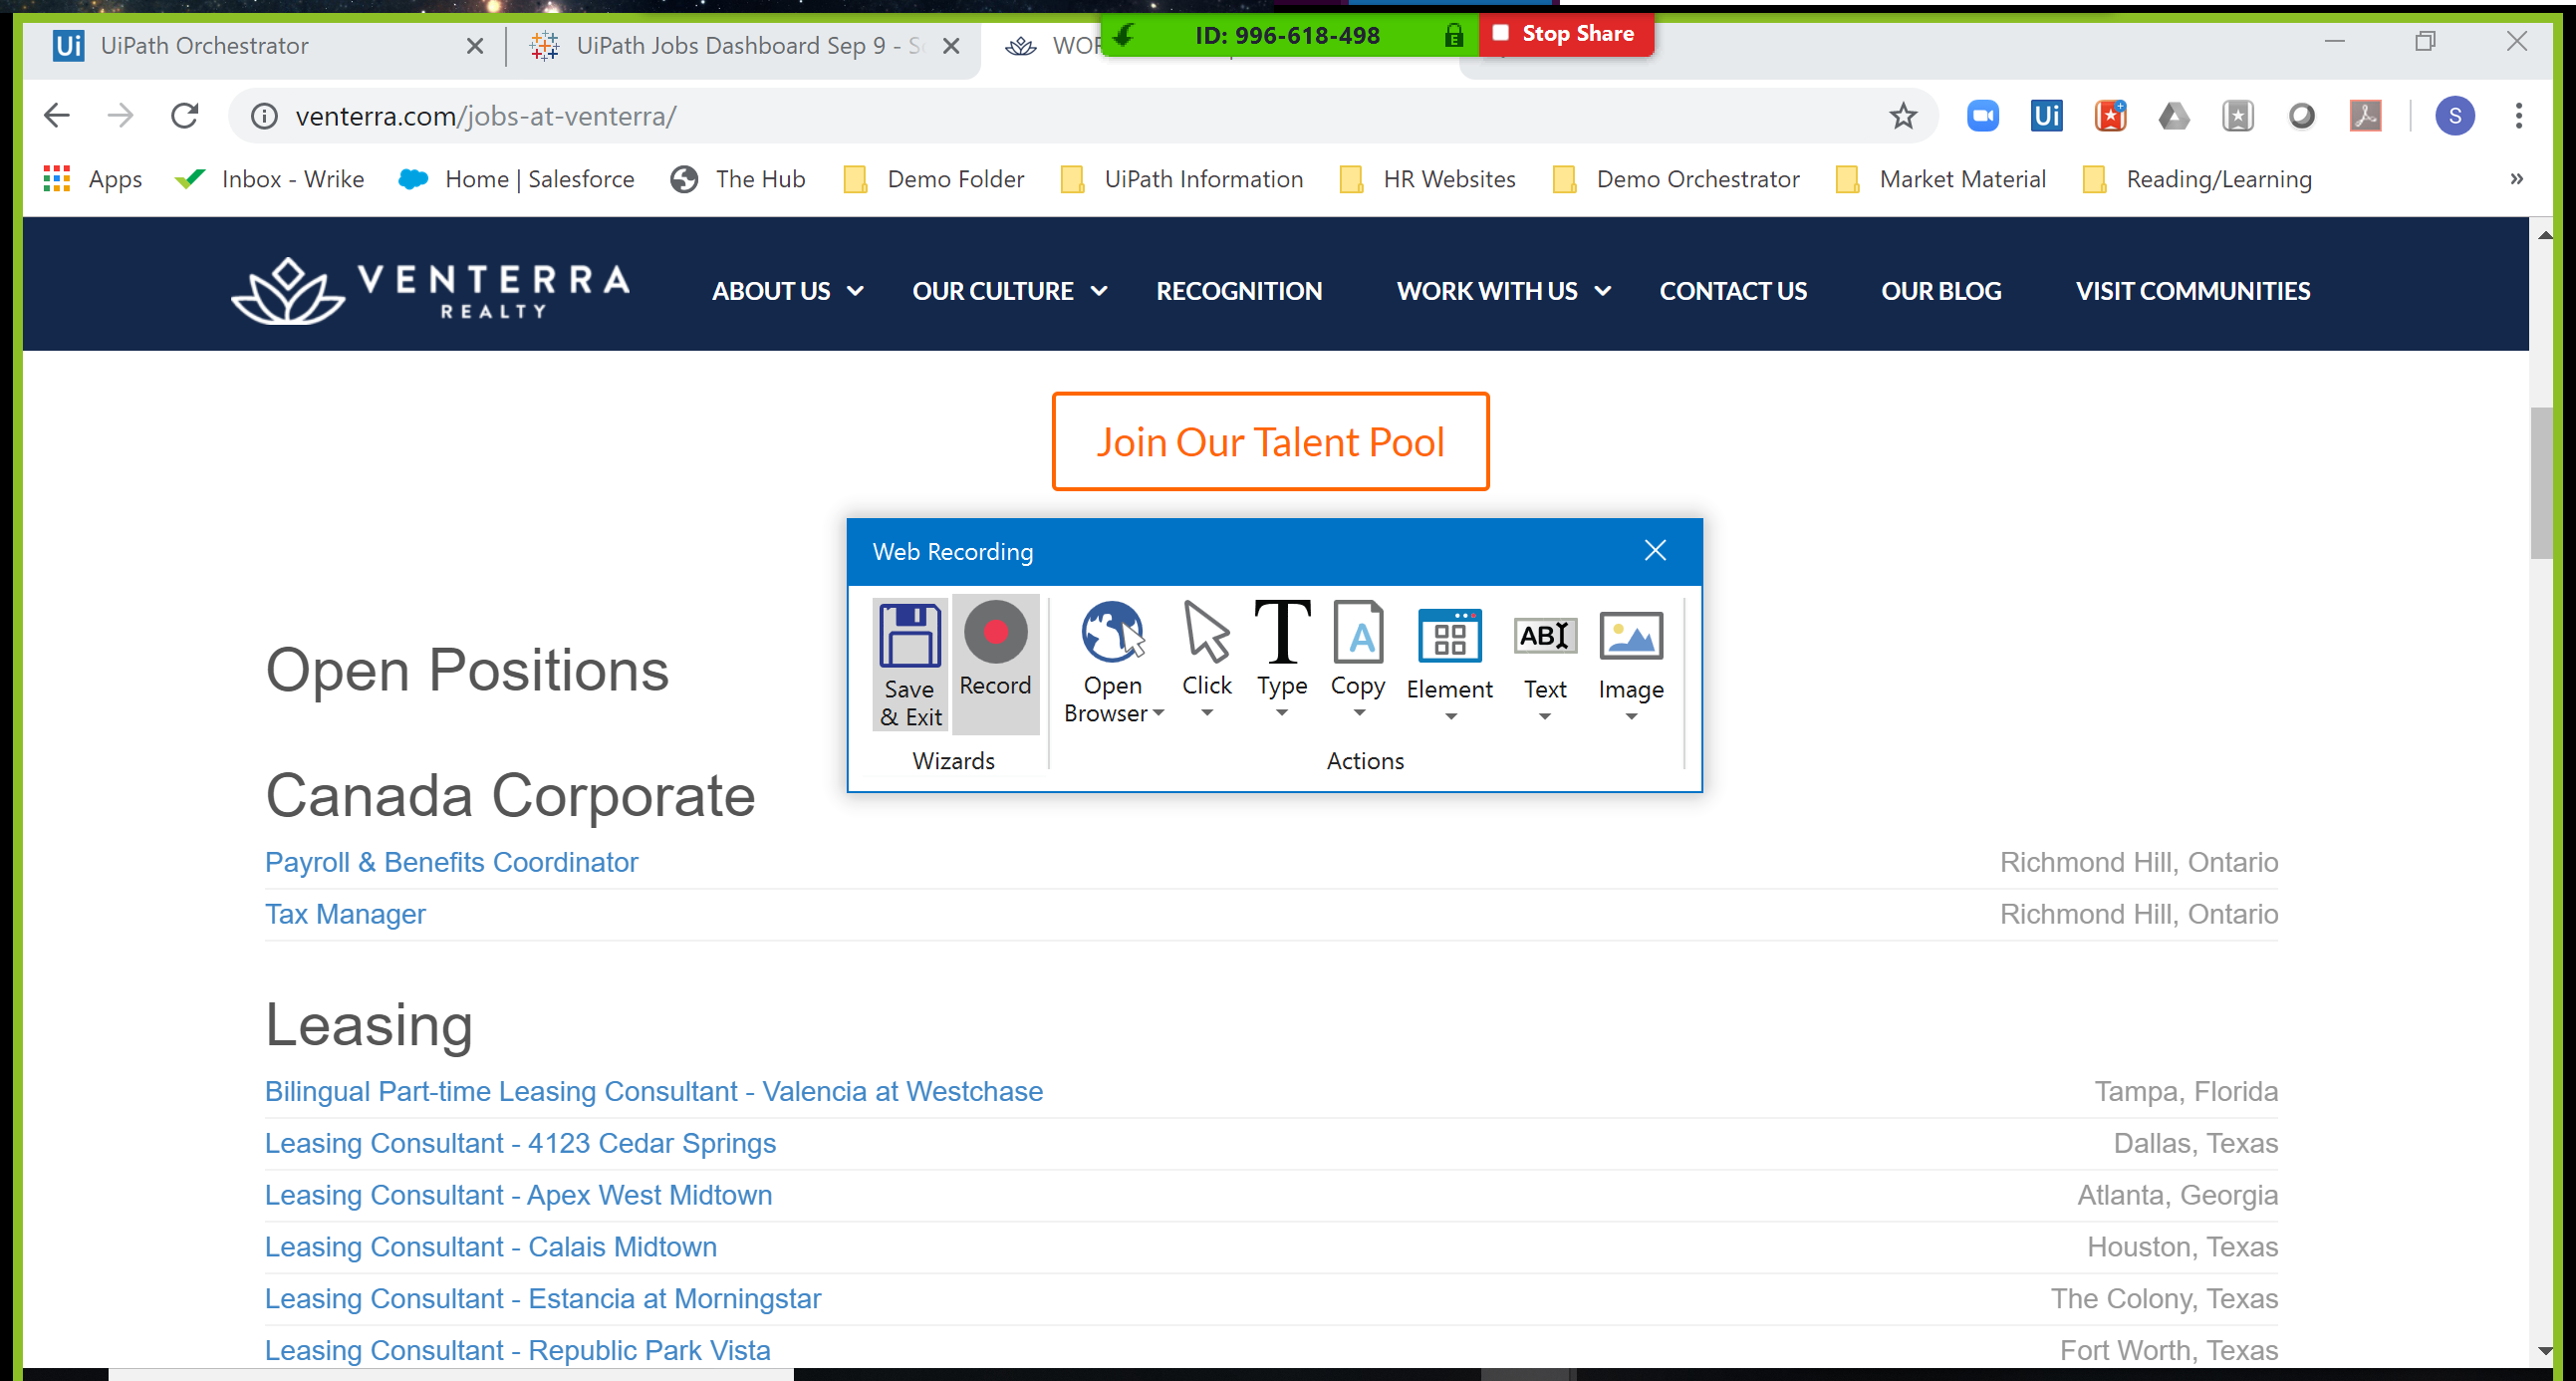 Ui UiPath Orchestrator
UiPath Jobs Dashboard Sep 9 - S
ID: 996-618-498
Stop Share
venterra.com/jobs-at-venterra/
Ui
S
Apps
Inbox - Wrike
Home | Salesforce
The Hub
Demo Folder
UiPath Information
HR Websites
Demo Orchestrator
Market Material
Reading/Learning
»
VENTERRA
REALTY
ABOUT US
OUR CULTURE
RECOGNITION
WORK WITH US
CONTACT US
OUR BLOG
VISIT COMMUNITIES
Join Our Talent Pool
Web Recording
Save & Exit
Record
Open Browser
Click
T
Type
A
Copy
Element
AB
Text
Image
Wizards
Actions
Open Positions
Canada Corporate
Payroll & Benefits Coordinator Richmond Hill, Ontario
Tax Manager Richmond Hill, Ontario
Leasing
Bilingual Part-time Leasing Consultant - Valencia at Westchase Tampa, Florida
Leasing Consultant - 4123 Cedar Springs Dallas, Texas
Leasing Consultant - Apex West Midtown Atlanta, Georgia
Leasing Consultant - Calais Midtown Houston, Texas
Leasing Consultant - Estancia at Morningstar The Colony, Texas
Leasing Consultant - Republic Park Vista Fort Worth, Texas